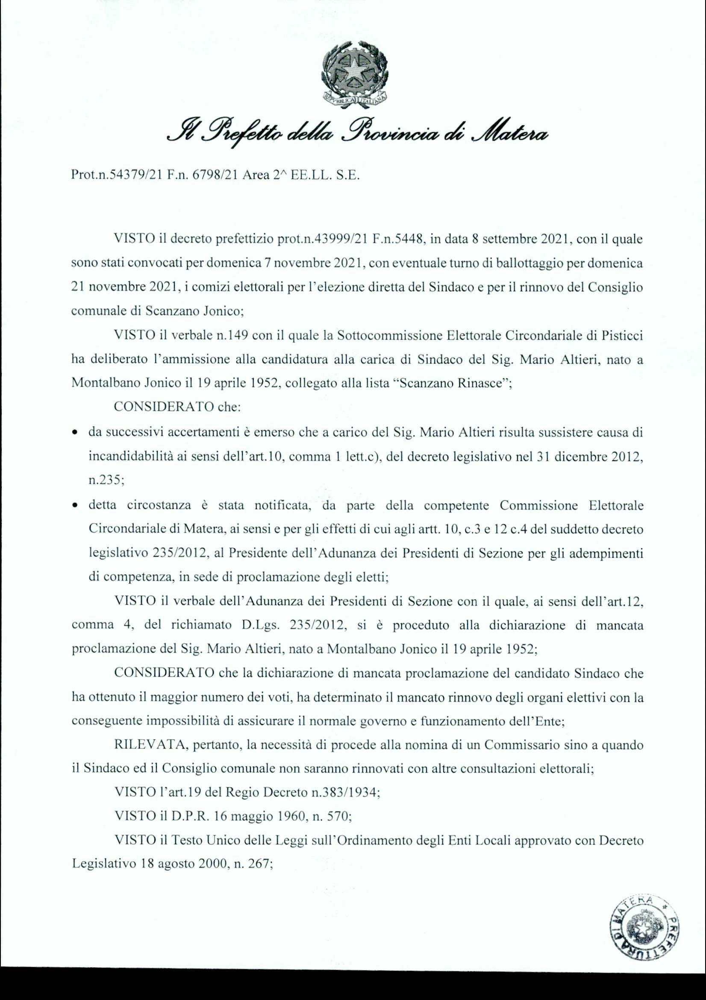 REPVBBLICA ITALIANA
Il Prefetto della Provincia di Matera
Prot.n.54379/21 F.n. 6798/21 Area 2^ EE.LL. S.E.
VISTO il decreto prefettizio prot.n.43999/21 F.n.5448, in data 8 settembre 2021, con il quale
sono stati convocati per domenica 7 novembre 2021, con eventuale turno di ballottaggio per domenica
21 novembre 2021, i comizi elettorali per l'elezione diretta del Sindaco e per il rinnovo del Consiglio
comunale di Scanzano Jonico;
VISTO il verbale n.149 con il quale la Sottocommissione Elettorale Circondariale di Pisticci
ha deliberato l'ammissione alla candidatura alla carica di Sindaco del Sig. Mario Altieri, nato a
Montalbano Jonico il 19 aprile 1952, collegato alla lista “Scanzano Rinasce”;
CONSIDERATO che:
• da successivi accertamenti è emerso che a carico del Sig. Mario Altieri risulta sussistere causa di
incandidabilità ai sensi dell'art.10, comma 1 lett.c), del decreto legislativo nel 31 dicembre 2012,
n.235;
• detta circostanza è stata notificata, da parte della competente Commissione Elettorale
Circondariale di Matera, ai sensi e per gli effetti di cui agli artt. 10, c.3 e 12 c.4 del suddetto decreto
legislativo 235/2012, al Presidente dell'Adunanza dei Presidenti di Sezione per gli adempimenti
di competenza, in sede di proclamazione degli eletti;
VISTO il verbale dell'Adunanza dei Presidenti di Sezione con il quale, ai sensi dell'art.12,
comma 4, del richiamato D.Lgs. 235/2012, si è proceduto alla dichiarazione di mancata
proclamazione del Sig. Mario Altieri, nato a Montalbano Jonico il 19 aprile 1952;
CONSIDERATO che la dichiarazione di mancata proclamazione del candidato Sindaco che
ha ottenuto il maggior numero dei voti, ha determinato il mancato rinnovo degli organi elettivi con la
conseguente impossibilità di assicurare il normale governo e funzionamento dell'Ente;
RILEVATA, pertanto, la necessità di procede alla nomina di un Commissario sino a quando
il Sindaco ed il Consiglio comunale non saranno rinnovati con altre consultazioni elettorali;
VISTO l'art.19 del Regio Decreto n.383/1934;
VISTO il D.P.R. 16 maggio 1960, n. 570;
VISTO il Testo Unico delle Leggi sull'Ordinamento degli Enti Locali approvato con Decreto
Legislativo 18 agosto 2000, n. 267;
PREFETTURA DI MATERA